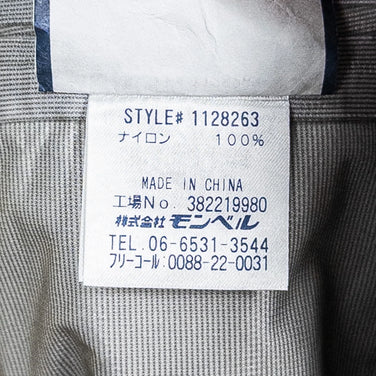 STYLE# 1128263
ナイロン 100%
MADE IN CHINA
工場No. 382219980
株式会社 モンベル
TEL. 06-6531-3544
フリーコール: 0088-22-0031